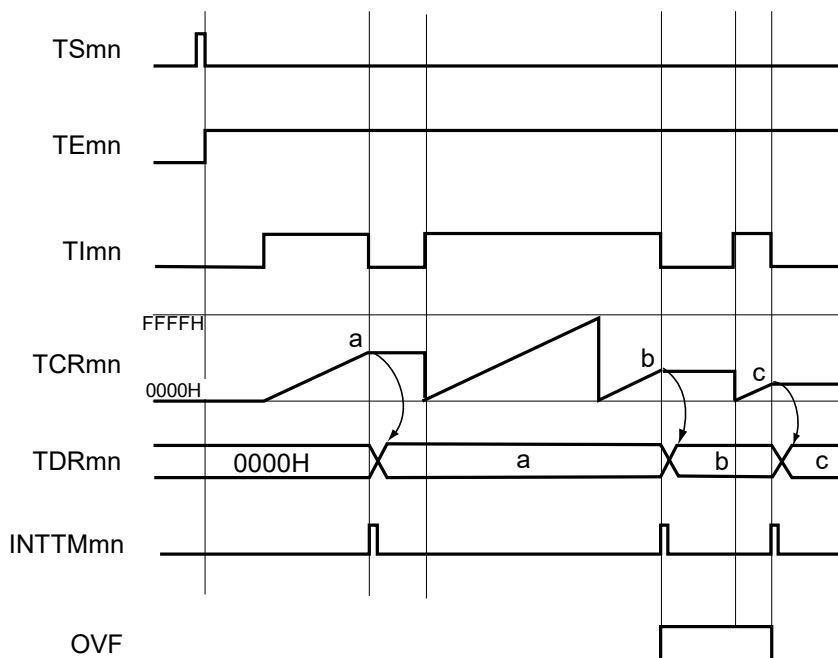 TSmn
TEmn
TImn
FFFFH
TCRmn
0000H
a
b
c
TDRmn
0000H
a
b
c
INTTMmn
OVF